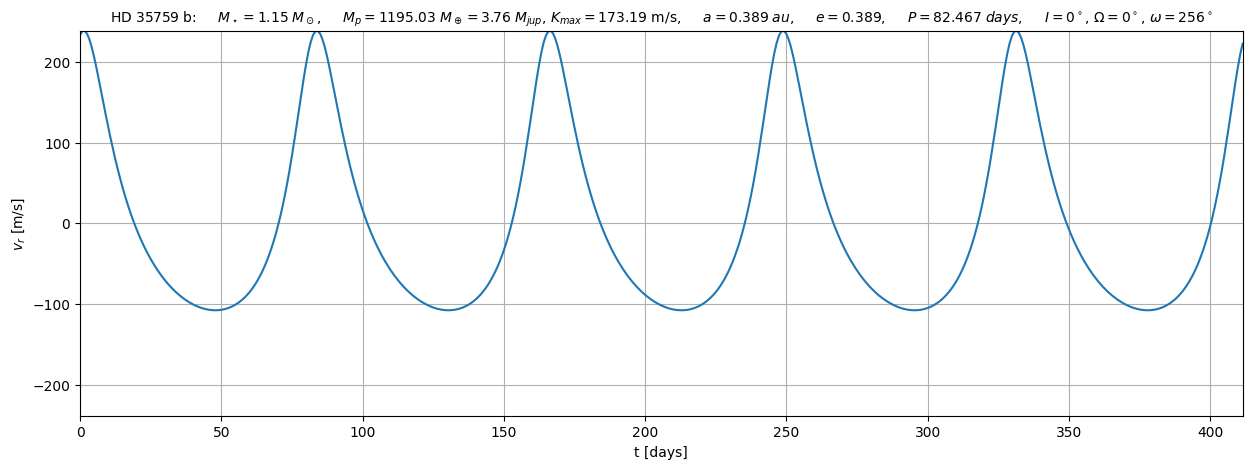 HD 35759 b: M⋆ = 1.15 M⊙, Mp = 1195.03 M⊕ = 3.76 Mjup, Kmax = 173.19 m/s, a = 0.389 au, e = 0.389, P = 82.467 days, I = 0°, Ω = 0°, ω = 256°
200
100
0
−100
−200
vr [m/s]
0 50 100 150 200 250 300 350 400
t [days]